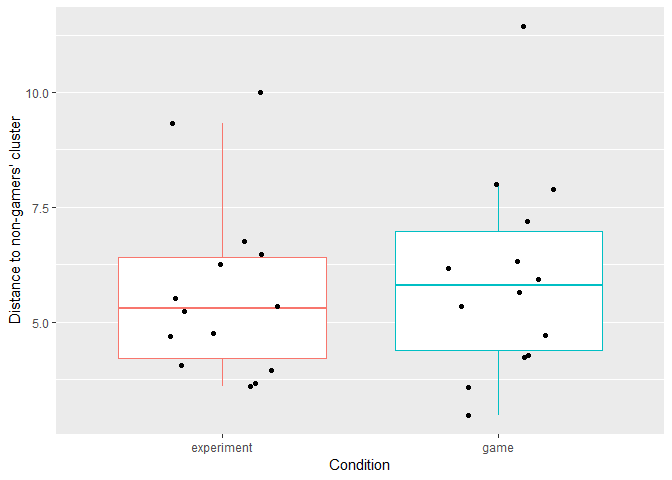 Distance to non-gamers' cluster
10.0
7.5
5.0
experiment
game
Condition